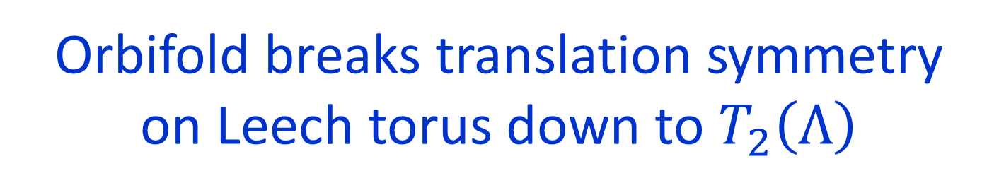 Orbifold breaks translation symmetry
on Leech torus down to T₂(Λ)